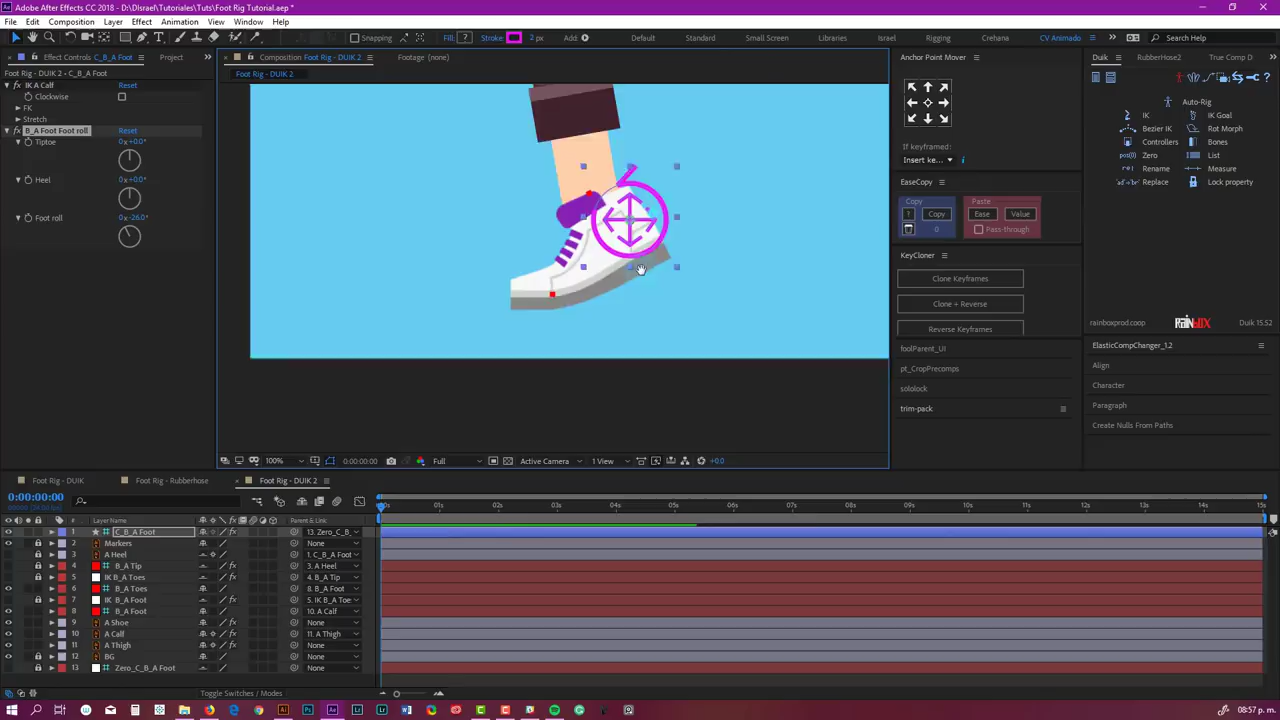 Adobe After Effects CC 2018 - D:\Disrael\Tutoriales\Tuts\Foot Rig Tutorial.aep *
File Edit Composition Layer Effect Animation View Window Help
Snapping Fill: ? Stroke: 2 px Add: Default Standard Small Screen Libraries Israel Rigging Crehana CV Animado Search Help
Effect Controls C_B_A Foot Project Composition Foot Rig - DUIK 2 Footage (none) Anchor Point Mover Duik RubberHose2 True Comp D
Foot Rig - DUIK 2 • C_B_A Foot Foot Rig - DUIK 2
IK A Calf Reset
Clockwise
FK
Stretch
B_A Foot Foot roll Reset
Tiptoe 0x+0.0°
Heel 0x+0.0°
Foot roll 0x-26.0°
If keyframed:
Insert ke...
EaseCopy
Copy Paste
? Copy Ease Value
0 Pass-through
KeyCloner
Clone Keyframes
Clone + Reverse
Reverse Keyframes
foolParent_UI
pt_CropPrecomps
sololock
trim-pack
Auto-Rig
IK IK Goal
Bezier IK Rot Morph
Controllers Bones
Zero List
Rename Measure
Replace Lock property
rainboxprod.coop RAINBOX Duik 15.52
ElasticCompChanger_1.2
Align
Character
Paragraph
Create Nulls From Paths
100% 0:00:00:00 Full Active Camera 1 View +0.0
Foot Rig - DUIK Foot Rig - Rubberhose Foot Rig - DUIK 2
0:00:00:00
01s 02s 03s 04s 05s 06s 07s 08s 09s 10s 11s 12s 13s 14s 15s
# Layer Name Parent & Link
1 C_B_A Foot 13. Zero_C_B_
2 Markers None
3 A Heel 1. C_B_A Foot
4 B_A Tip 3. A Heel
5 IK B_A Toes 4. B_A Tip
6 B_A Toes 8. B_A Foot
7 IK B_A Foot 5. IK B_A Toe
8 B_A Foot 10. A Calf
9 A Shoe None
10 A Calf 11. A Thigh
11 A Thigh None
12 BG None
13 Zero_C_B_A Foot None
Toggle Switches / Modes
08:57 p. m.